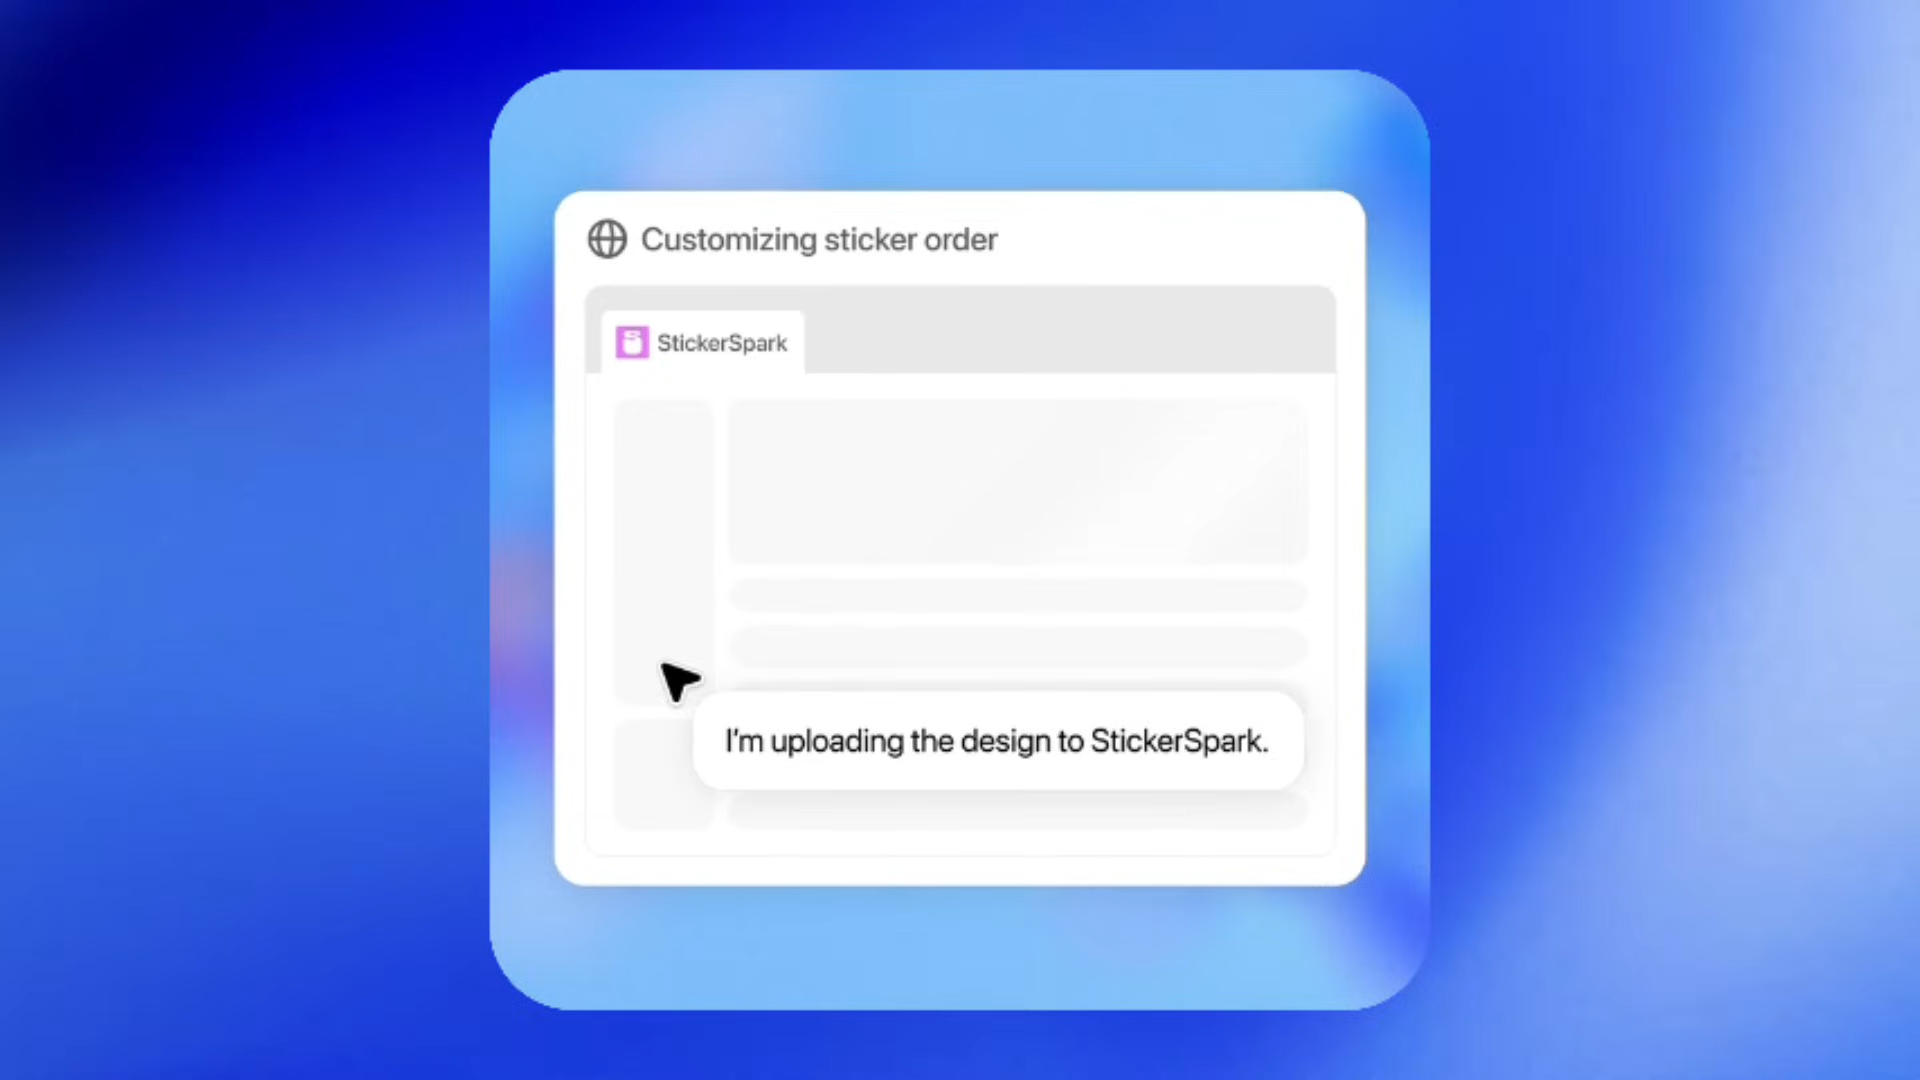 Customizing sticker order
StickerSpark
I'm uploading the design to StickerSpark.